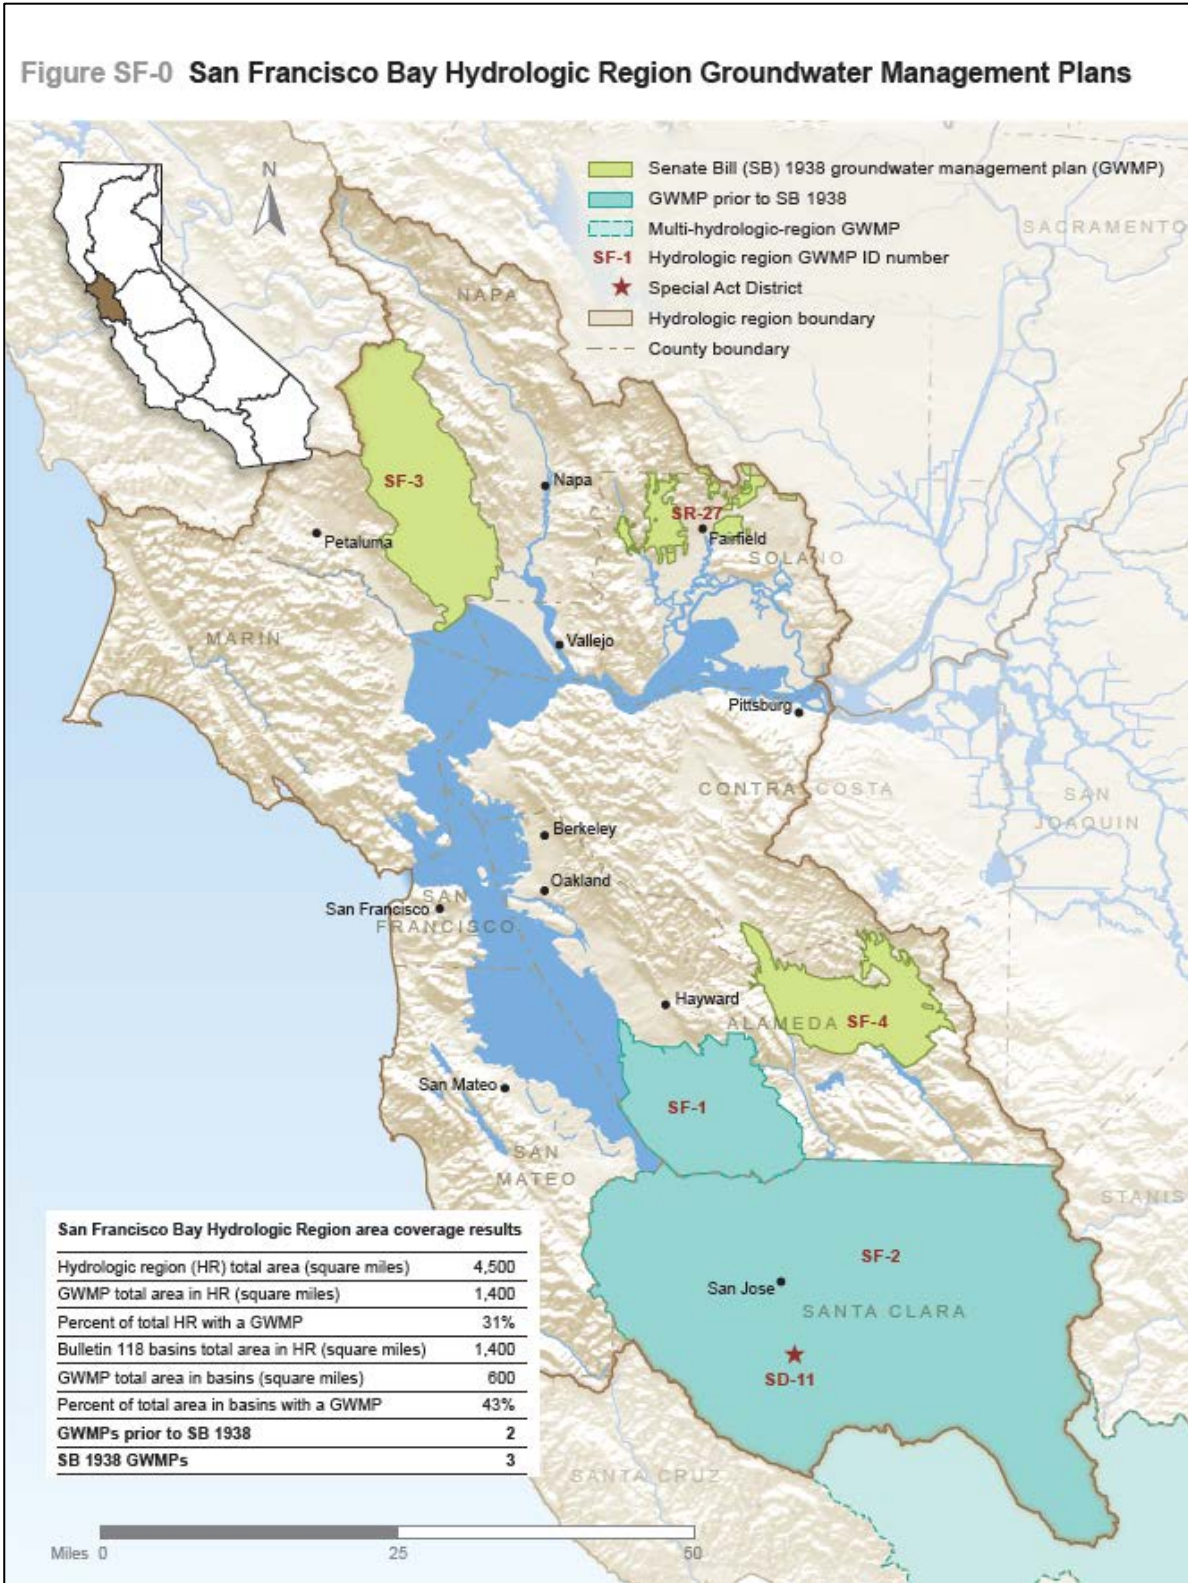 Figure SF-0 San Francisco Bay Hydrologic Region Groundwater Management Plans
N
Senate Bill (SB) 1938 groundwater management plan (GWMP)
GWMP prior to SB 1938
Multi-hydrologic-region GWMP
SF-1 Hydrologic region GWMP ID number
Special Act District
Hydrologic region boundary
County boundary
SACRAMENTO
NAPA
SF-3
Napa
SR-27
Fairfield
Petaluma
SOLANO
MARIN
Vallejo
Pittsburg
CONTRA COSTA
SAN
JOAQUIN
Berkeley
Oakland
SAN
FRANCISCO
San Francisco
Hayward
ALAMEDA
SF-4
San Mateo
SF-1
SAN
MATEO
STANIS
SF-2
San Jose
SANTA CLARA
SD-11
San Francisco Bay Hydrologic Region area coverage results
Hydrologic region (HR) total area (square miles) 4,500
GWMP total area in HR (square miles) 1,400
Percent of total HR with a GWMP 31%
Bulletin 118 basins total area in HR (square miles) 1,400
GWMP total area in basins (square miles) 600
Percent of total area in basins with a GWMP 43%
GWMPs prior to SB 1938 2
SB 1938 GWMPs 3
SANTA CRUZ
Miles 0 25 50